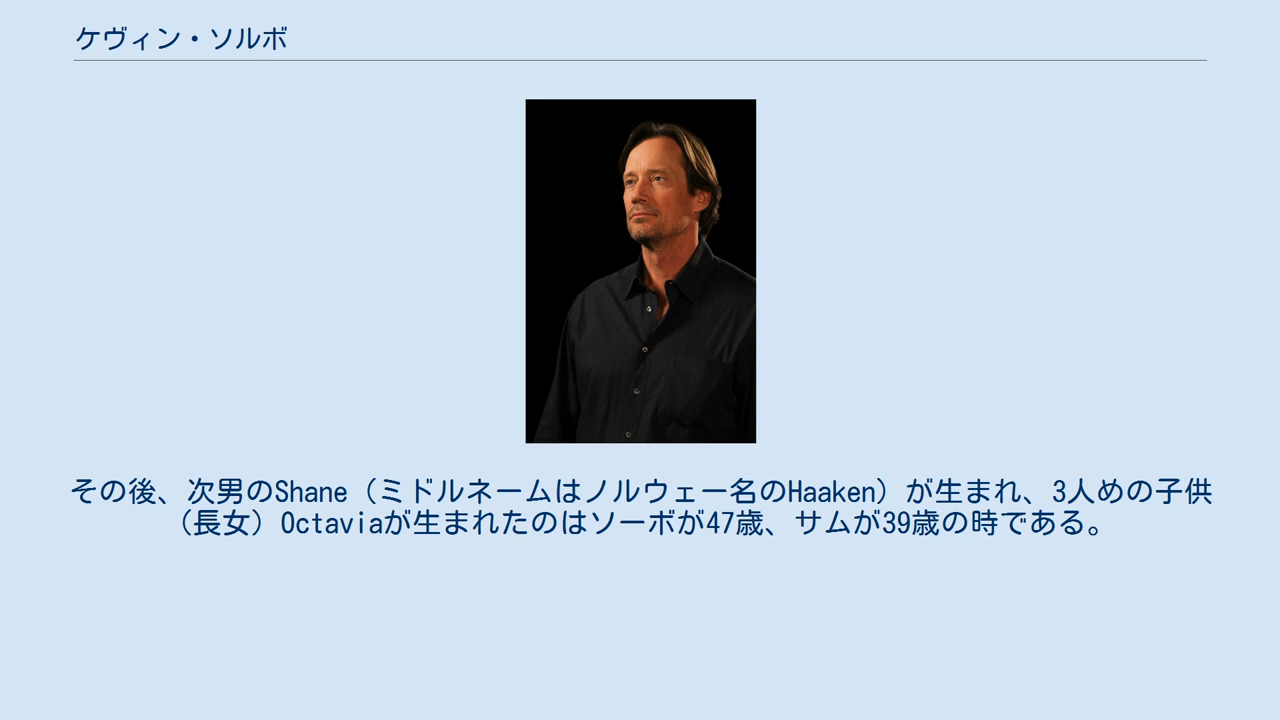 ケヴィン・ソルボ
その後、次男のShane（ミドルネームはノルウェー名のHaaken）が生まれ、3人めの子供
（長女）Octaviaが生まれたのはソーボが47歳、サムが39歳の時である。